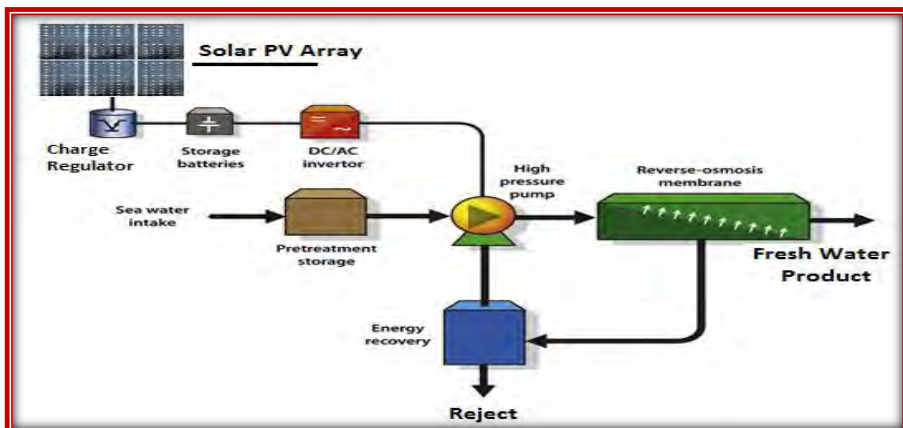 Solar PV Array
Charge
Regulator
Storage
batteries
DC/AC
invertor
High
pressure
pump
Reverse-osmosis
membrane
Sea water
intake
Pretreatment
storage
Fresh Water
Product
Energy
recovery
Reject